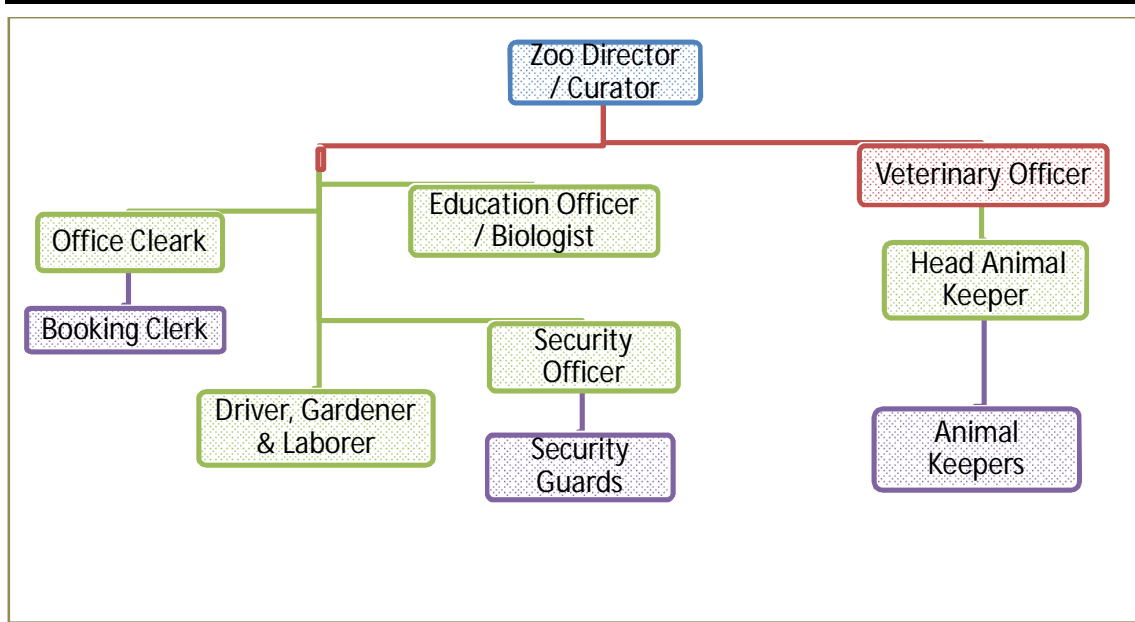 Zoo Director
/ Curator
Veterinary Officer
Education Officer
/ Biologist
Office Cleark
Head Animal
Keeper
Booking Clerk
Security
Officer
Driver, Gardener
& Laborer
Animal
Keepers
Security
Guards